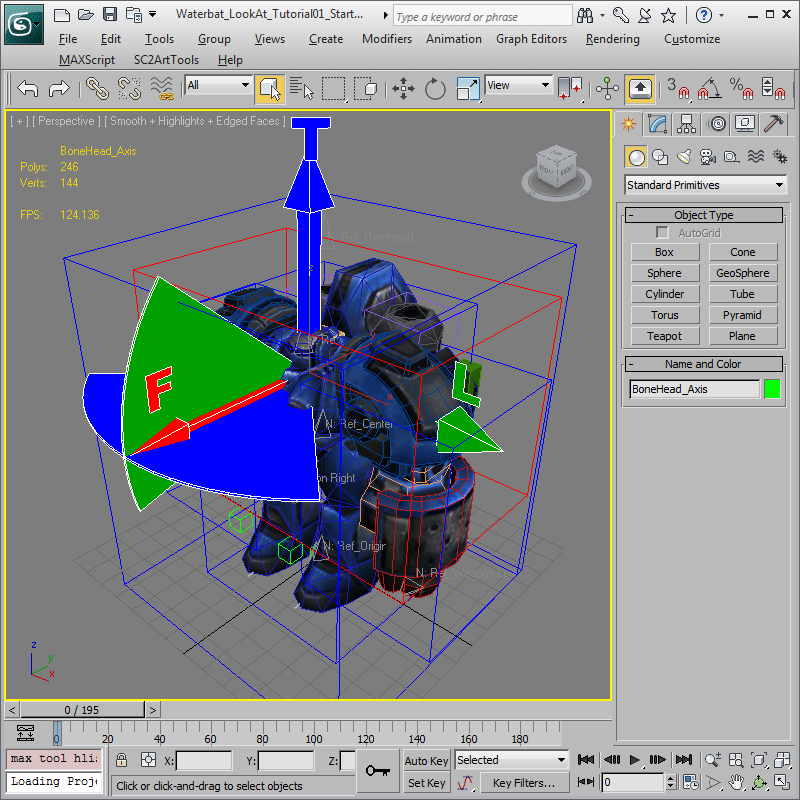 Waterbat_LookAt_Tutorial01_Start...
Type a keyword or phrase
File Edit Tools Group Views Create Modifiers Animation Graph Editors Rendering Customize
MAXScript SC2ArtTools Help
All
View
3
[ + ] [ Perspective ] [ Smooth + Highlights + Edged Faces ]
BoneHead_Axis
Polys: 246
Verts: 144
FPS: 124.136
T
N: Ref_Overhead
F
L
N: Ref_Center
Right
N: Ref_Origin
N: Ref_Weapon
z
y
x
Standard Primitives
- Object Type
AutoGrid
Box Cone
Sphere GeoSphere
Cylinder Tube
Torus Pyramid
Teapot Plane
- Name and Color
BoneHead_Axis
< 0 / 195 >
0 20 40 60 80 100 120 140 160 180
max tool hli
X: Y: Z:
Auto Key Selected
Loading Proj
Click or click-and-drag to select objects
Set Key Key Filters...
0